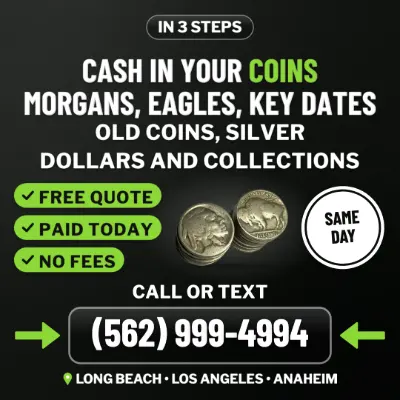 IN 3 STEPS
CASH IN YOUR COINS
MORGANS, EAGLES, KEY DATES
OLD COINS, SILVER
DOLLARS AND COLLECTIONS
FREE QUOTE
PAID TODAY
NO FEES
SAME
DAY
CALL OR TEXT
(562) 999-4994
LONG BEACH • LOS ANGELES • ANAHEIM